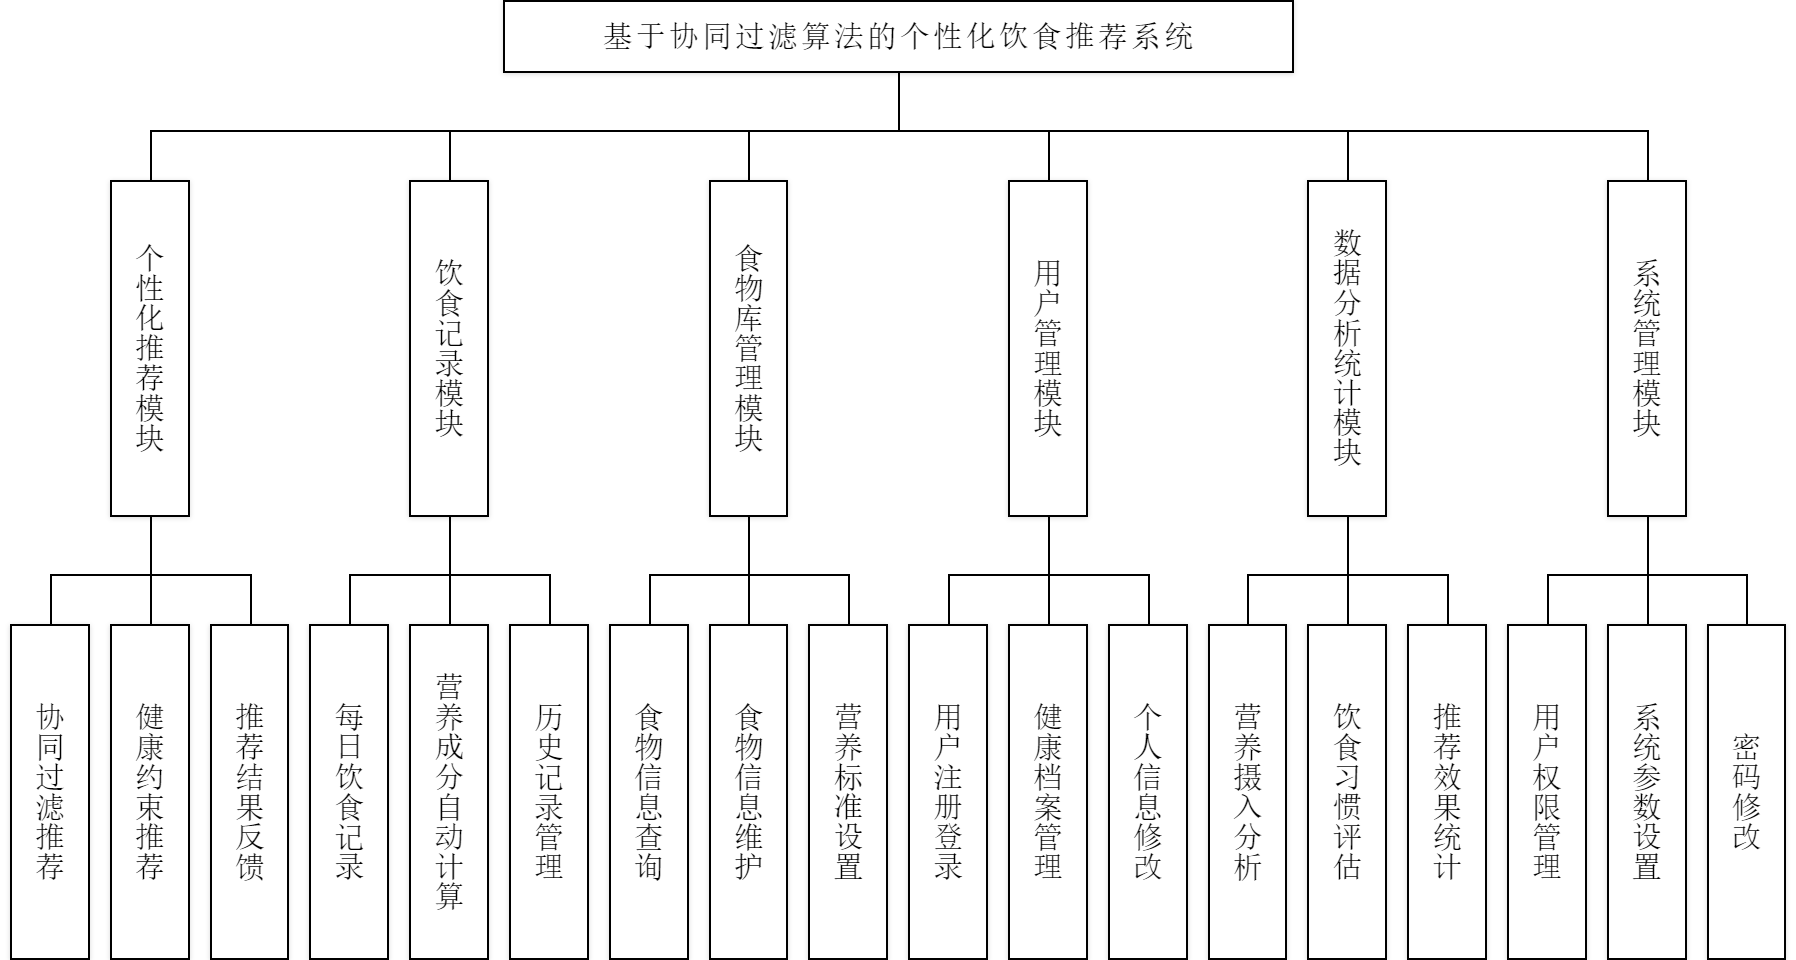 基于协同过滤算法的个性化饮食推荐系统
个性化推荐模块
饮食记录模块
食物库管理模块
用户管理模块
数据分析统计模块
系统管理模块
协同过滤推荐
健康约束推荐
推荐结果反馈
每日饮食记录
营养成分自动计算
历史记录管理
食物信息查询
食物信息维护
营养标准设置
用户注册登录
健康档案管理
个人信息修改
营养摄入分析
饮食习惯评估
推荐效果统计
用户权限管理
系统参数设置
密码修改